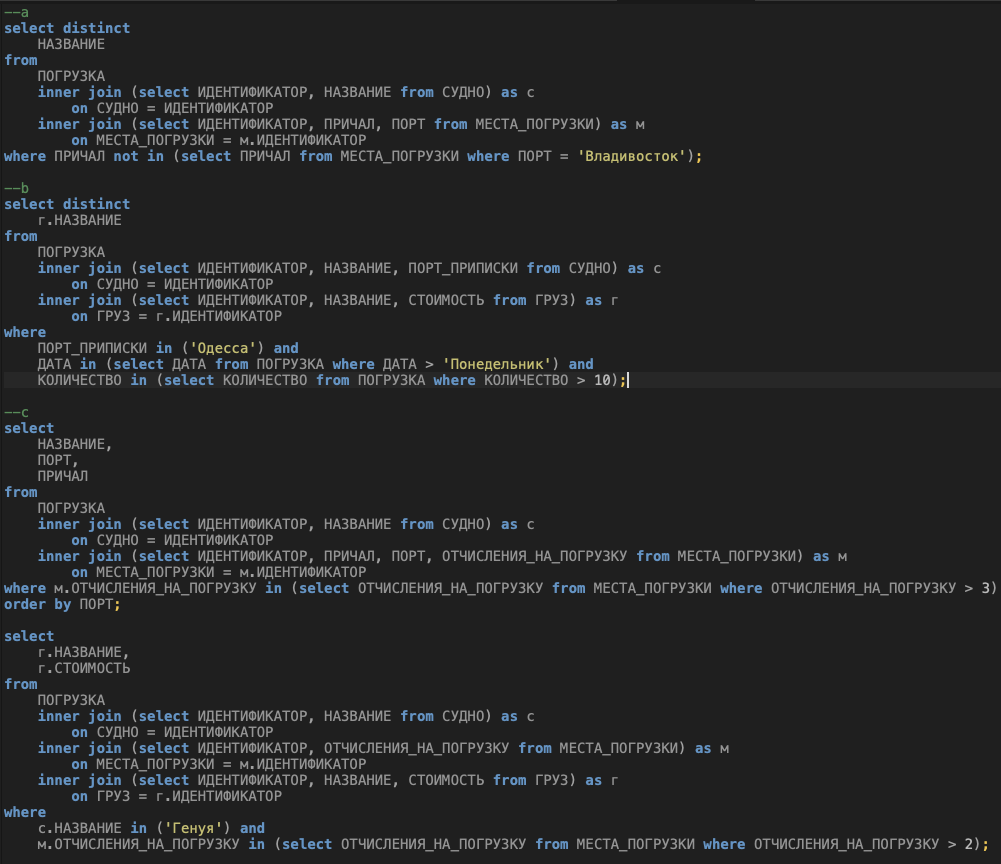 --a
select distinct
    НАЗВАНИЕ
from
    ПОГРУЗКА
    inner join (select ИДЕНТИФИКАТОР, НАЗВАНИЕ from СУДНО) as с
        on СУДНО = ИДЕНТИФИКАТОР
    inner join (select ИДЕНТИФИКАТОР, ПРИЧАЛ, ПОРТ from МЕСТА_ПОГРУЗКИ) as м
        on МЕСТА_ПОГРУЗКИ = м.ИДЕНТИФИКАТОР
where ПРИЧАЛ not in (select ПРИЧАЛ from МЕСТА_ПОГРУЗКИ where ПОРТ = 'Владивосток');
--b
select distinct
    г.НАЗВАНИЕ
from
    ПОГРУЗКА
    inner join (select ИДЕНТИФИКАТОР, НАЗВАНИЕ, ПОРТ_ПРИПИСКИ from СУДНО) as с
        on СУДНО = ИДЕНТИФИКАТОР
    inner join (select ИДЕНТИФИКАТОР, НАЗВАНИЕ, СТОИМОСТЬ from ГРУЗ) as г
        on ГРУЗ = г.ИДЕНТИФИКАТОР
where
    ПОРТ_ПРИПИСКИ in ('Одесса') and
    ДАТА in (select ДАТА from ПОГРУЗКА where ДАТА > 'Понедельник') and
    КОЛИЧЕСТВО in (select КОЛИЧЕСТВО from ПОГРУЗКА where КОЛИЧЕСТВО > 10);
--c
select
    НАЗВАНИЕ,
    ПОРТ,
    ПРИЧАЛ
from
    ПОГРУЗКА
    inner join (select ИДЕНТИФИКАТОР, НАЗВАНИЕ from СУДНО) as с
        on СУДНО = ИДЕНТИФИКАТОР
    inner join (select ИДЕНТИФИКАТОР, ПРИЧАЛ, ПОРТ, ОТЧИСЛЕНИЯ_НА_ПОГРУЗКУ from МЕСТА_ПОГРУЗКИ) as м
        on МЕСТА_ПОГРУЗКИ = м.ИДЕНТИФИКАТОР
where м.ОТЧИСЛЕНИЯ_НА_ПОГРУЗКУ in (select ОТЧИСЛЕНИЯ_НА_ПОГРУЗКУ from МЕСТА_ПОГРУЗКИ where ОТЧИСЛЕНИЯ_НА_ПОГРУЗКУ > 3)
order by ПОРТ;
select
    г.НАЗВАНИЕ,
    г.СТОИМОСТЬ
from
    ПОГРУЗКА
    inner join (select ИДЕНТИФИКАТОР, НАЗВАНИЕ from СУДНО) as с
        on СУДНО = ИДЕНТИФИКАТОР
    inner join (select ИДЕНТИФИКАТОР, ОТЧИСЛЕНИЯ_НА_ПОГРУЗКУ from МЕСТА_ПОГРУЗКИ) as м
        on МЕСТА_ПОГРУЗКИ = м.ИДЕНТИФИКАТОР
    inner join (select ИДЕНТИФИКАТОР, НАЗВАНИЕ, СТОИМОСТЬ from ГРУЗ) as г
        on ГРУЗ = г.ИДЕНТИФИКАТОР
where
    с.НАЗВАНИЕ in ('Генуя') and
    м.ОТЧИСЛЕНИЯ_НА_ПОГРУЗКУ in (select ОТЧИСЛЕНИЯ_НА_ПОГРУЗКУ from МЕСТА_ПОГРУЗКИ where ОТЧИСЛЕНИЯ_НА_ПОГРУЗКУ > 2);